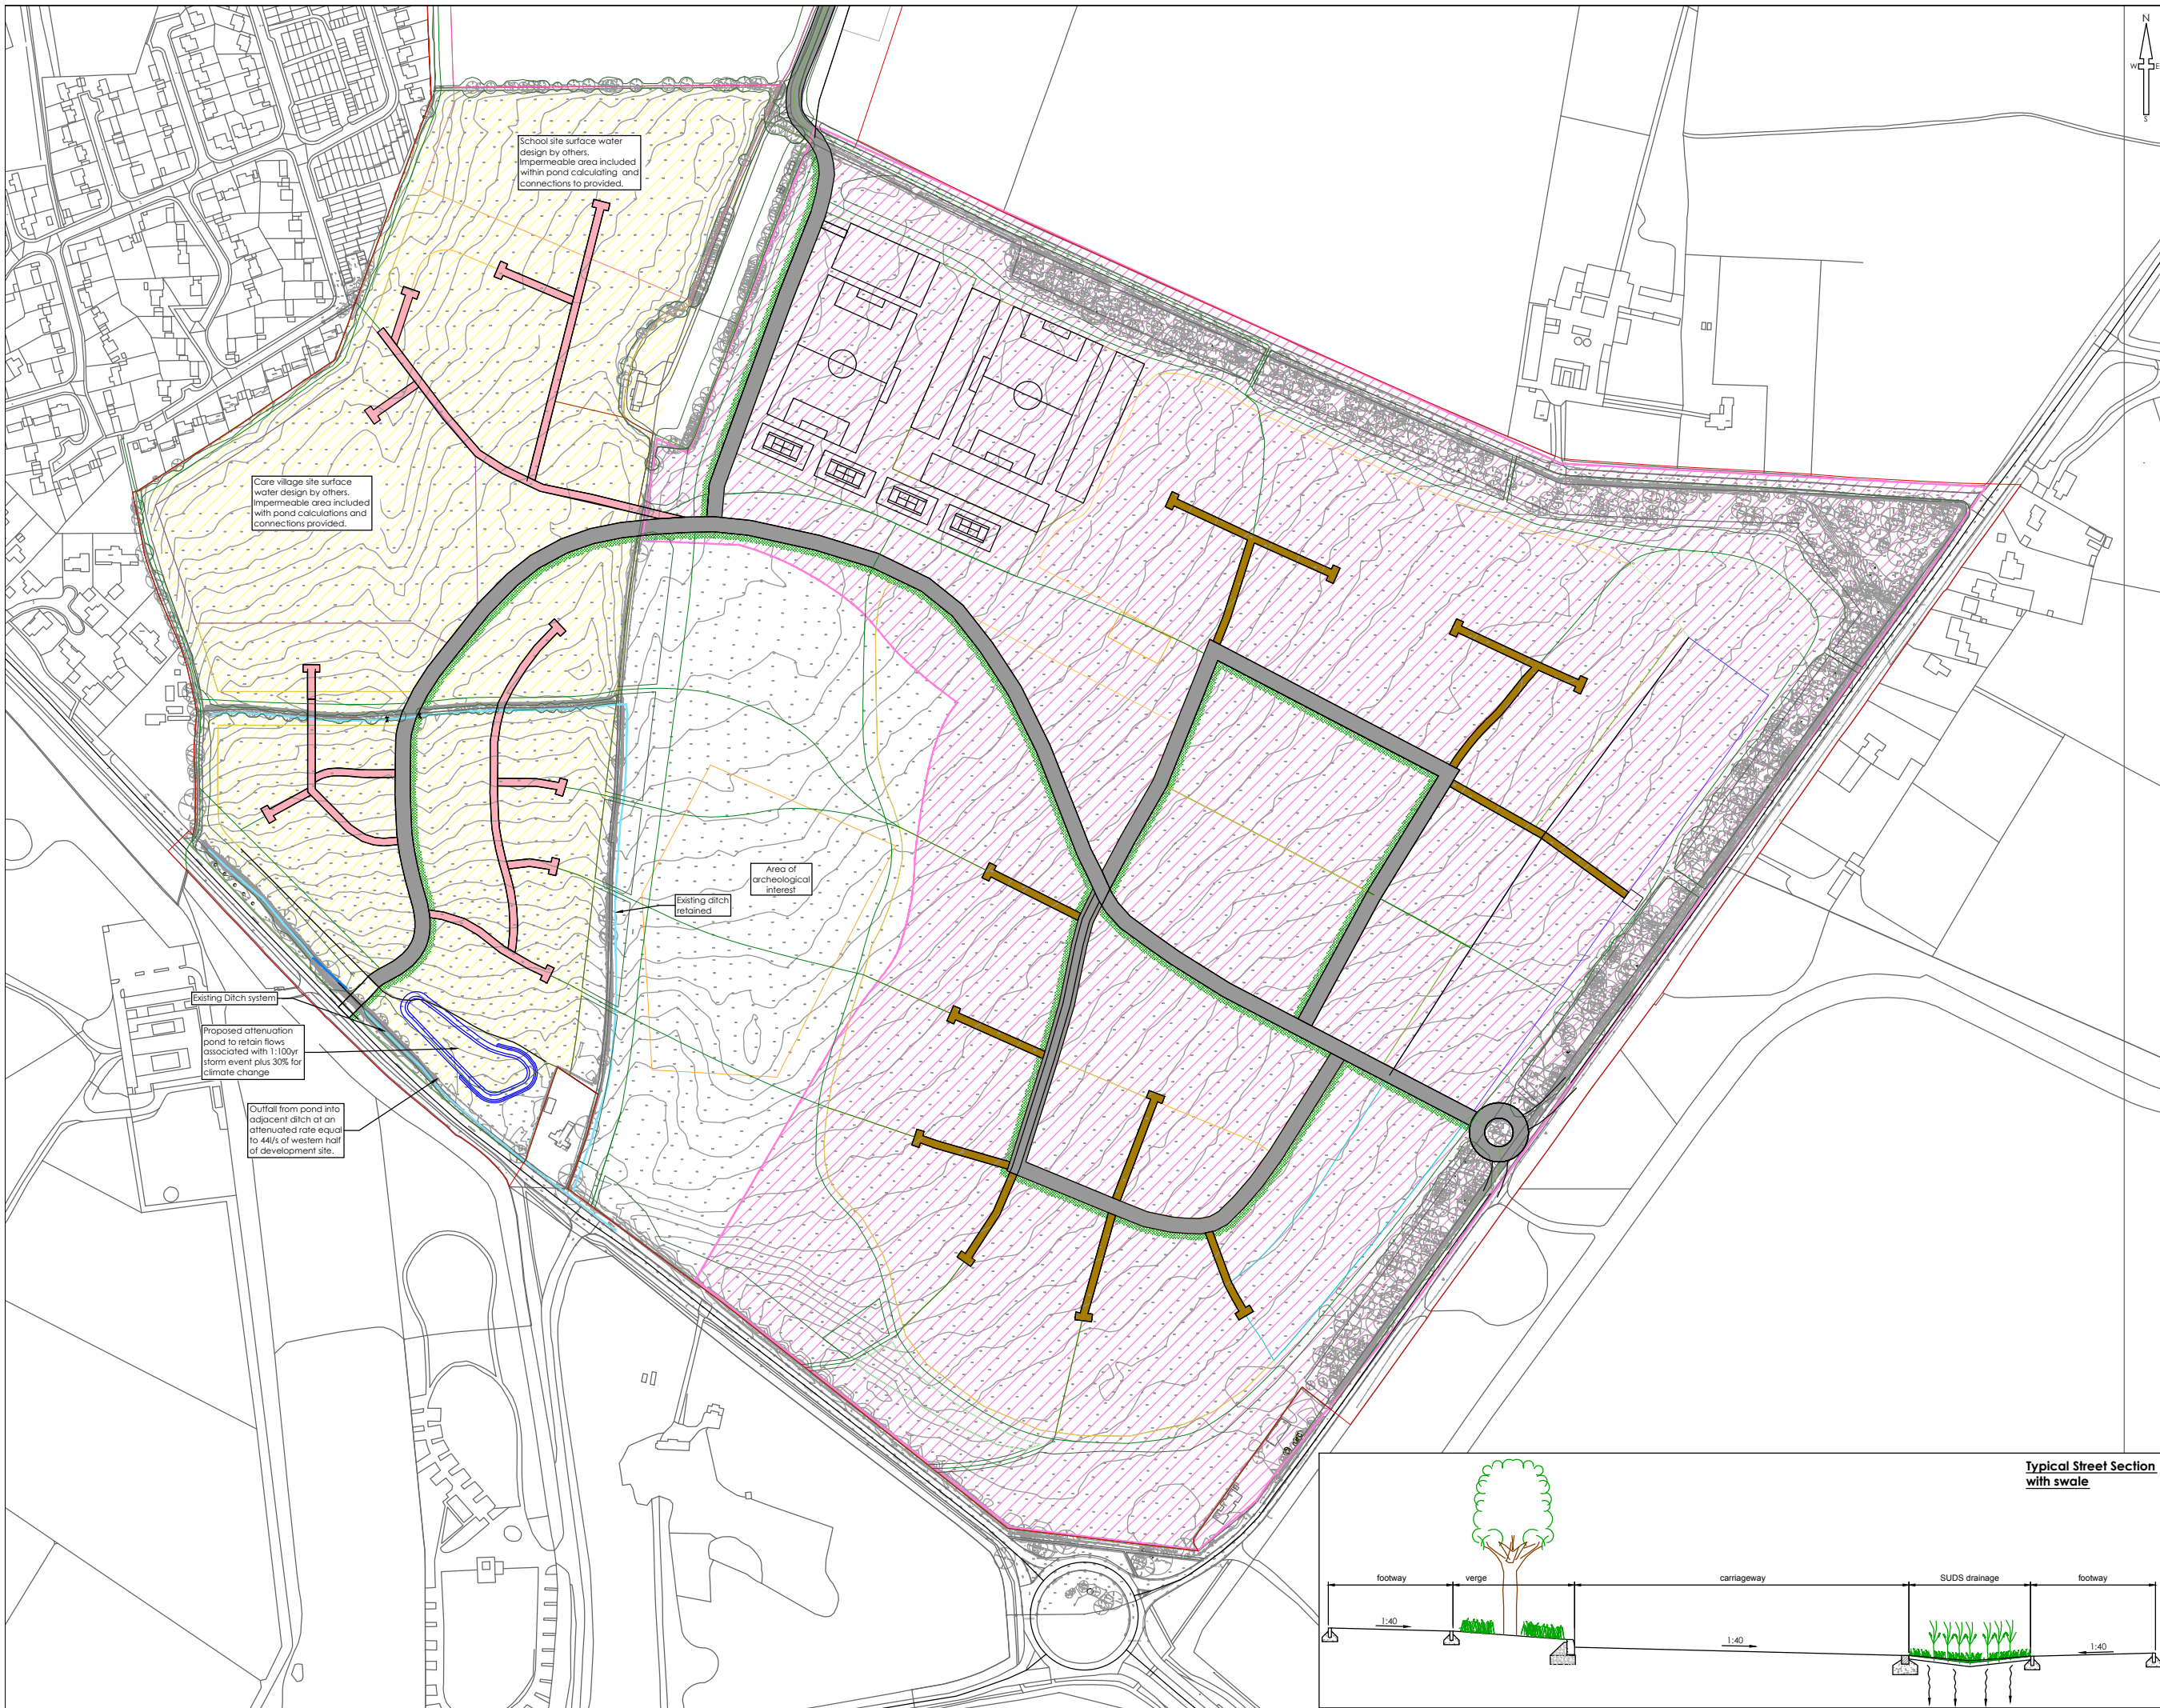 N
W E
S
School site surface water
design by others.
Impermeable area included
within pond calculating and
connections to provided.
Care village site surface
water design by others.
Impermeable area included
with pond calculations and
connections provided.
Area of
archeological
interest
Existing ditch
retained
Existing Ditch system
Proposed attenuation
pond to retain flows
associated with 1:100yr
storm event plus 30% for
climate change
Outfall from pond into
adjacent ditch at an
attenuated rate equal
to 44l/s of western half
of development site.
Typical Street Section
with swale
footway verge carriageway SUDS drainage footway
1:40 1:40 1:40